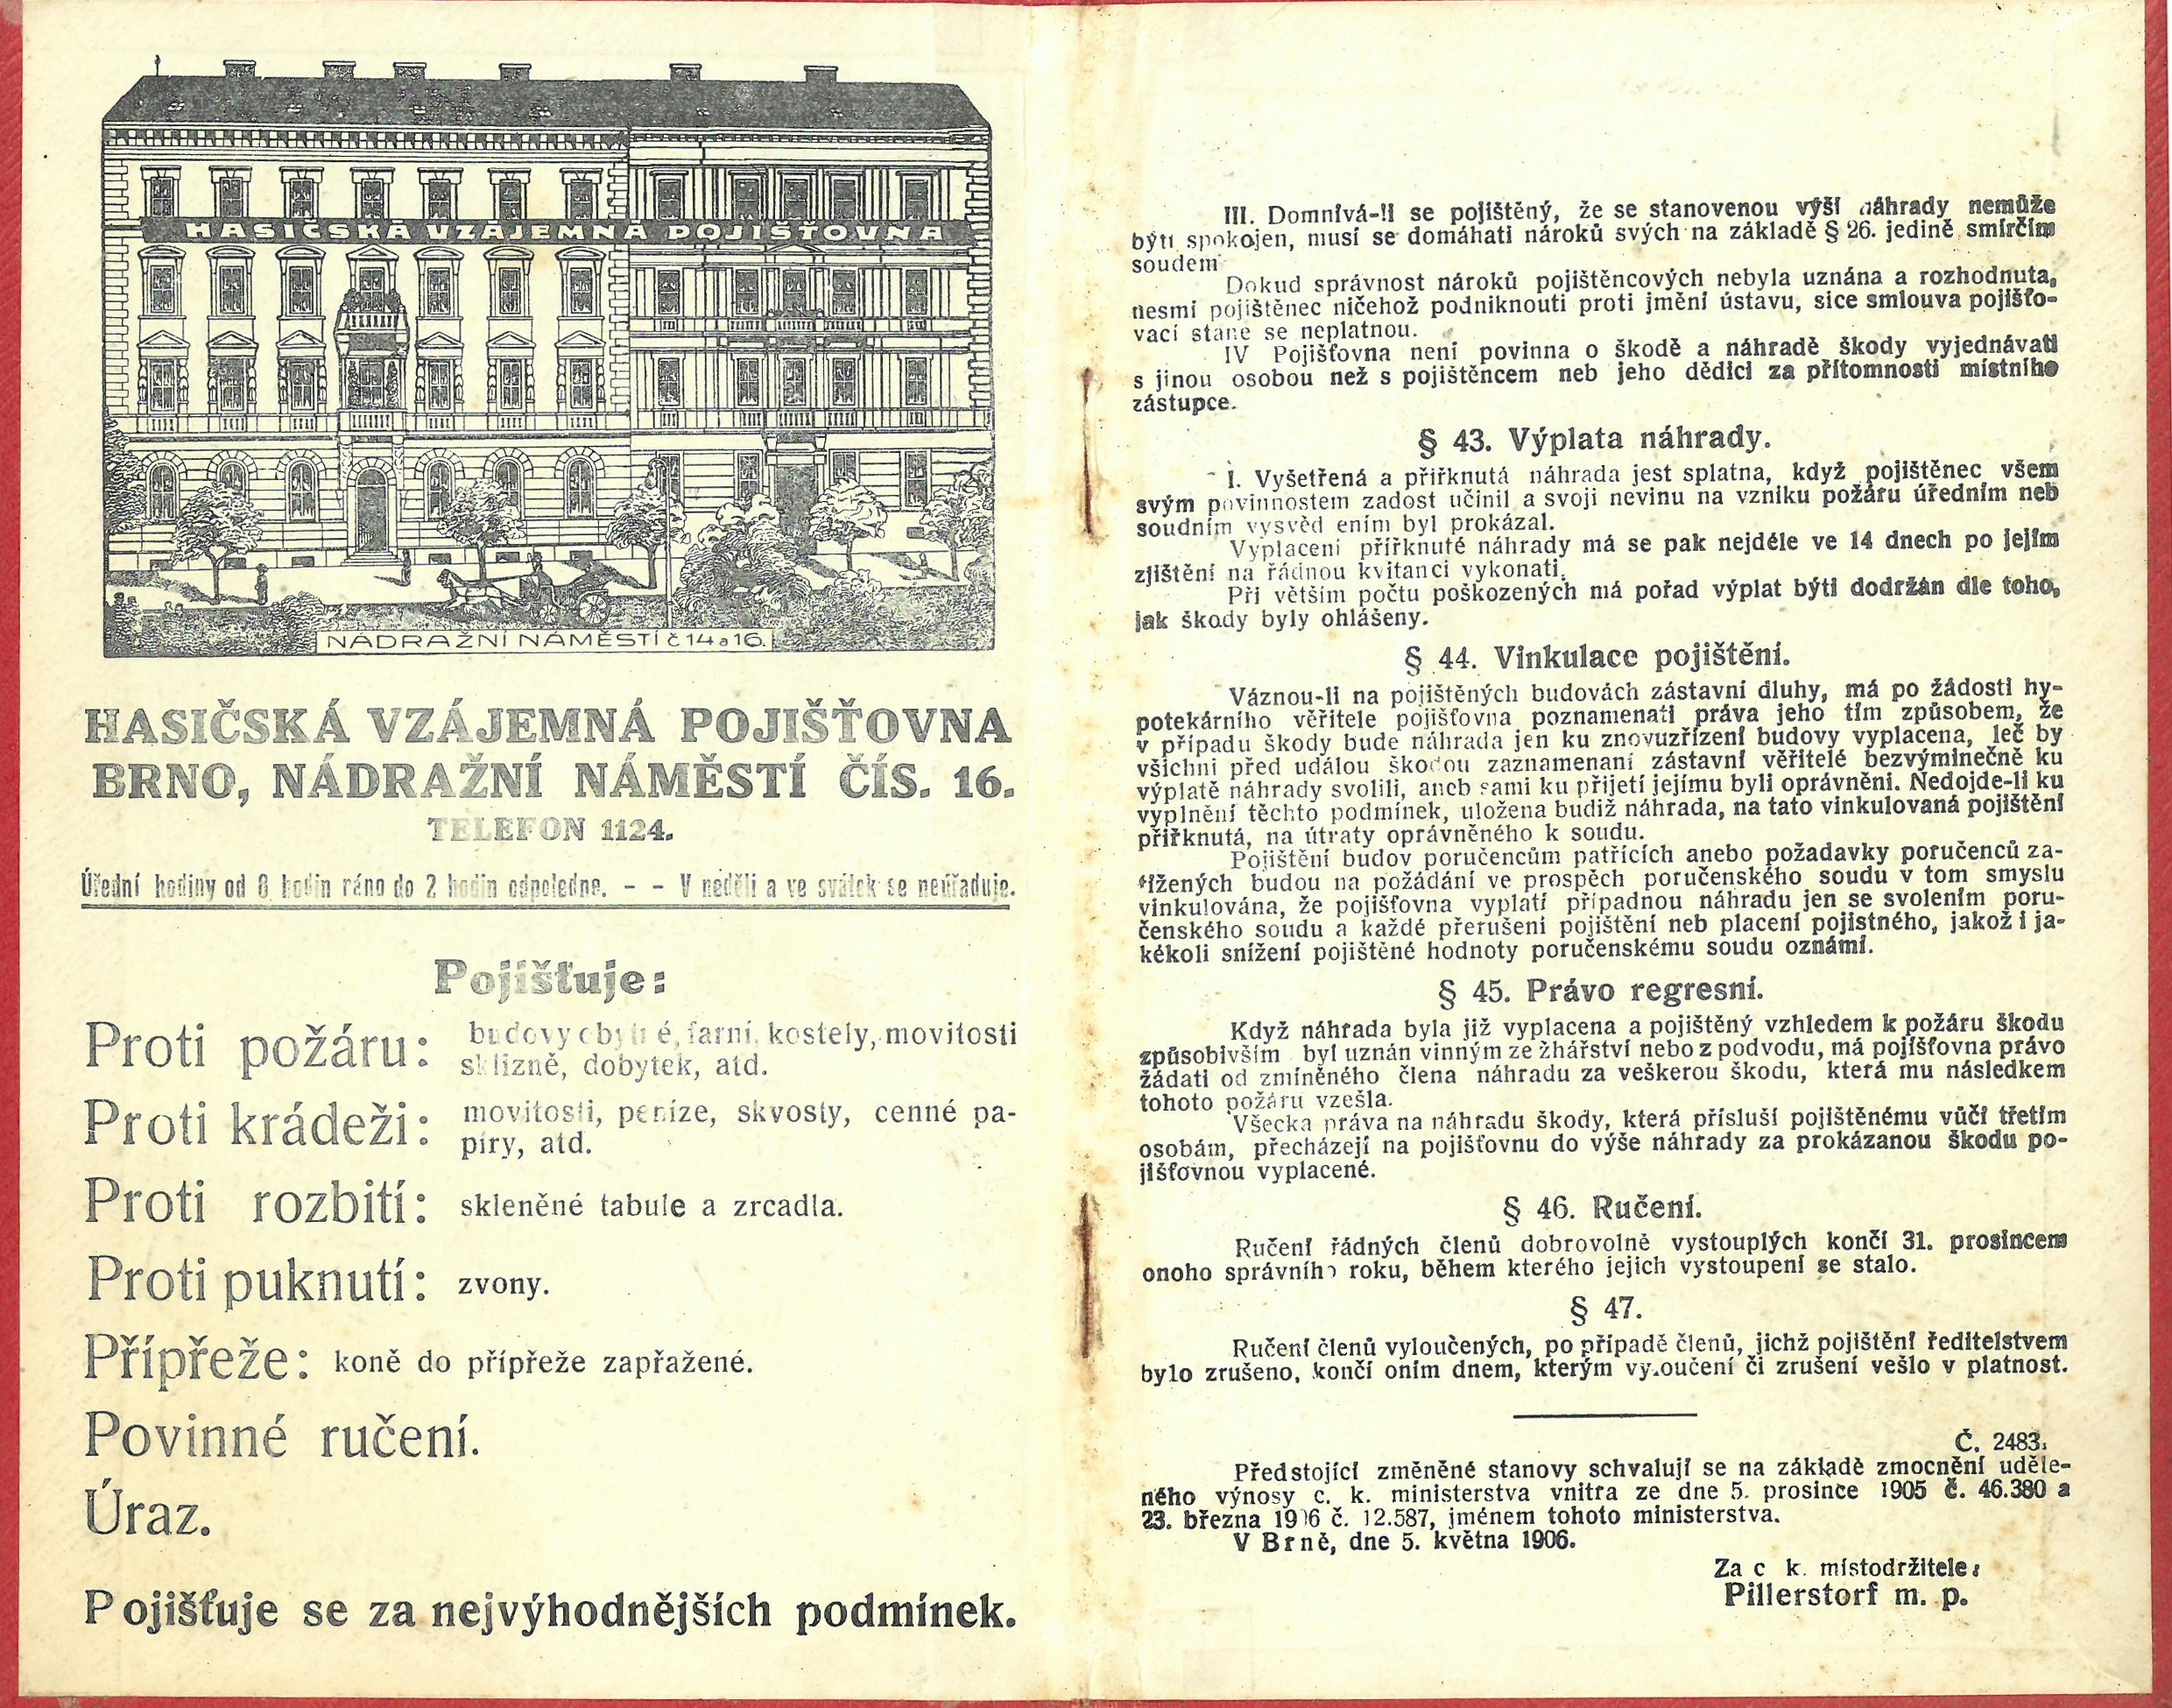 HASIČSKÁ VZÁJEMNÁ POJIŠŤOVNA
NÁDRAŽNÍ NÁMĚSTÍ č 14 a 16.
HASIČSKÁ VZÁJEMNÁ POJIŠŤOVNA
BRNO, NÁDRAŽNÍ NÁMĚSTÍ ČÍS. 16.
TELEFON 1124.
Úřední hodiny od 8 hodin ráno do 2 hodin odpoledne. - - V neděli a ve svátek se neúřaduje.
Pojišťuje:
Proti požáru: budovy obytné, farní, kostely, movitosti
sklizně, dobytek, atd.
Proti krádeži: movitosti, peníze, skvosty, cenné pa-
píry, atd.
Proti rozbití: skleněné tabule a zrcadla.
Proti puknutí: zvony.
Přípřeže: koně do přípřeže zapřažené.
Povinné ručení.
Úraz.
Pojišťuje se za nejvýhodnějších podmínek.
III. Domnívá-li se pojištěný, že se stanovenou výší náhrady nemůže
býti spokojen, musí se domáhati nároků svých na základě § 26. jedině smírčím
soudem
Dokud správnost nároků pojištěncových nebyla uznána a rozhodnuta,
nesmí pojištěnec ničehož podniknouti proti jmění ústavu, sice smlouva pojišťo-
vací stane se neplatnou.
IV Pojišťovna není povinna o škodě a náhradě škody vyjednávati
s jinou osobou než s pojištěncem neb jeho dědici za přítomnosti místního
zástupce.
§ 43. Výplata náhrady.
I. Vyšetřená a přiřknutá náhrada jest splatna, když pojištěnec všem
svým povinnostem zadost učinil a svoji nevinu na vzniku požáru úředním neb
soudním vysvědčením byl prokázal.
Vyplacení přiřknuté náhrady má se pak nejdéle ve 14 dnech po jejím
zjištění na řádnou kvitanci vykonati.
Při větším počtu poškozených má pořad výplat býti dodržán dle toho,
jak škody byly ohlášeny.
§ 44. Vinkulace pojištění.
Váznou-li na pojištěných budovách zástavní dluhy, má po žádosti hy-
potekárního věřitele pojišťovna poznamenati práva jeho tím způsobem, že
v případu škody bude náhrada jen ku znovuzřízení budovy vyplacena, leč by
všichni před událou škodou zaznamenaní zástavní věřitelé bezvýminečně ku
výplatě náhrady svolili, aneb sami ku přijetí jejímu byli oprávněni. Nedojde-li ku
vyplnění těchto podmínek, uložena budiž náhrada, na tato vinkulovaná pojištění
přiřknutá, na útraty oprávněného k soudu.
Pojištění budov poručencům patřících anebo požadavky poručenců za-
tížených budou na požádání ve prospěch poručenského soudu v tom smyslu
vinkulována, že pojišťovna vyplatí případnou náhradu jen se svolením poru-
čenského soudu a každé přerušení pojištění neb placení pojistného, jakož i ja-
kékoli snížení pojištěné hodnoty poručenskému soudu oznámí.
§ 45. Právo regresní.
Když náhrada byla již vyplacena a pojištěný vzhledem k požáru škodu
způsobivším byl uznán vinným ze žhářství nebo z podvodu, má pojišťovna právo
žádati od zmíněného člena náhradu za veškerou škodu, která mu následkem
tohoto požáru vzešla.
Všecka práva na náhradu škody, která přísluší pojištěnému vůči třetím
osobám, přecházejí na pojišťovnu do výše náhrady za prokázanou škodu po-
jišťovnou vyplacené.
§ 46. Ručení.
Ručení řádných členů dobrovolně vystouplých končí 31. prosincem
onoho správního roku, během kterého jejich vystoupení se stalo.
§ 47.
Ručení členů vyloučených, po případě členů, jichž pojištění ředitelstvem
bylo zrušeno, končí oním dnem, kterým vyloučení či zrušení vešlo v platnost.
Č. 2483.
Předstojící změněné stanovy schvalují se na základě zmocnění uděle-
ného výnosy c. k. ministerstva vnitra ze dne 5. prosince 1905 č. 46.380 a
23. března 1906 č. 12.587, jménem tohoto ministerstva.
V Brně, dne 5. května 1906.
Za c k. místodržitele:
Pillerstorf m. p.